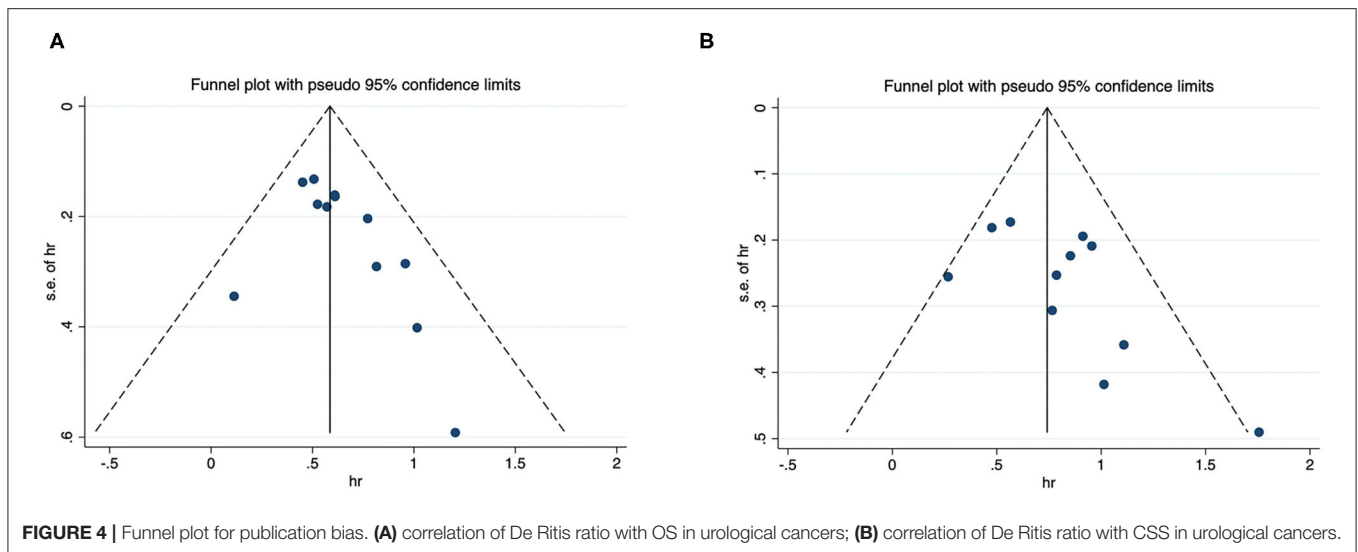 A
Funnel plot with pseudo 95% confidence limits
0
.2
.4
.6
s.e. of hr
-.5
0
.5
1
1.5
2
hr
B
Funnel plot with pseudo 95% confidence limits
0
.1
.2
.3
.4
.5
s.e. of hr
-.5
0
.5
1
1.5
2
hr
FIGURE 4 | Funnel plot for publication bias. (A) correlation of De Ritis ratio with OS in urological cancers; (B) correlation of De Ritis ratio with CSS in urological cancers.